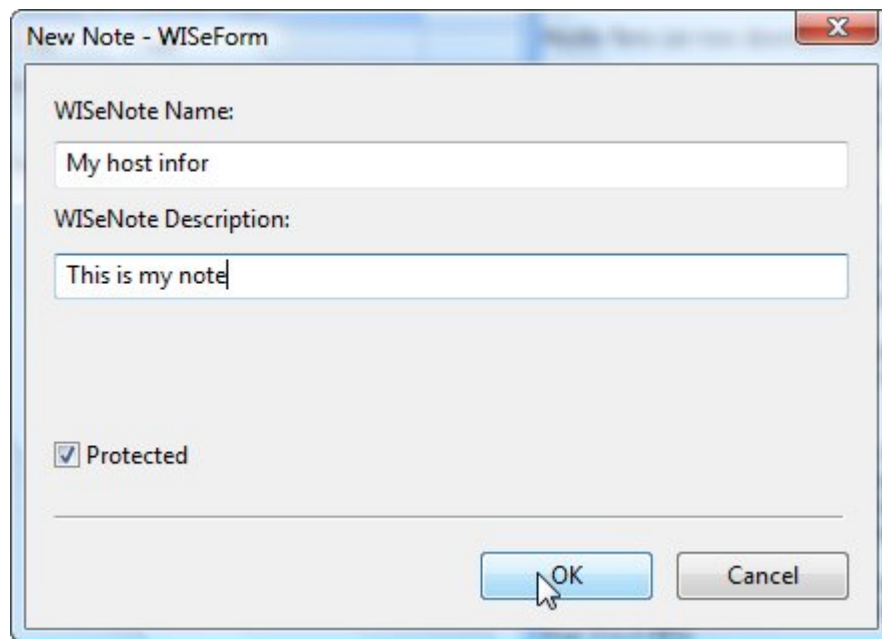 New Note - WISeForm
WISeNote Name:
My host infor
WISeNote Description:
This is my note
Protected
OK
Cancel